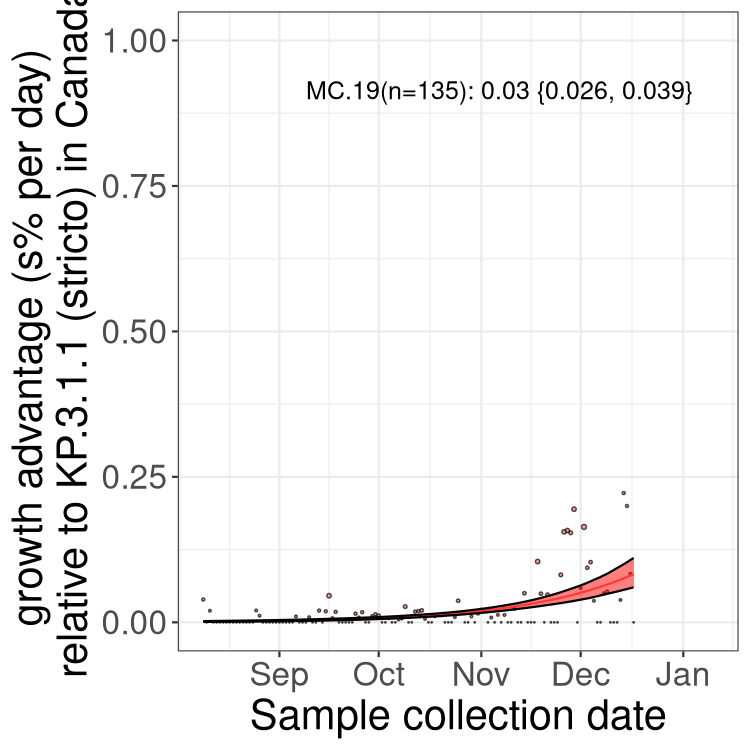 growth advantage (s% per day)
relative to KP.3.1.1 (stricto) in Canada
1.00
0.75
0.50
0.25
0.00
MC.19(n=135): 0.03 {0.026, 0.039}
Sep Oct Nov Dec Jan
Sample collection date